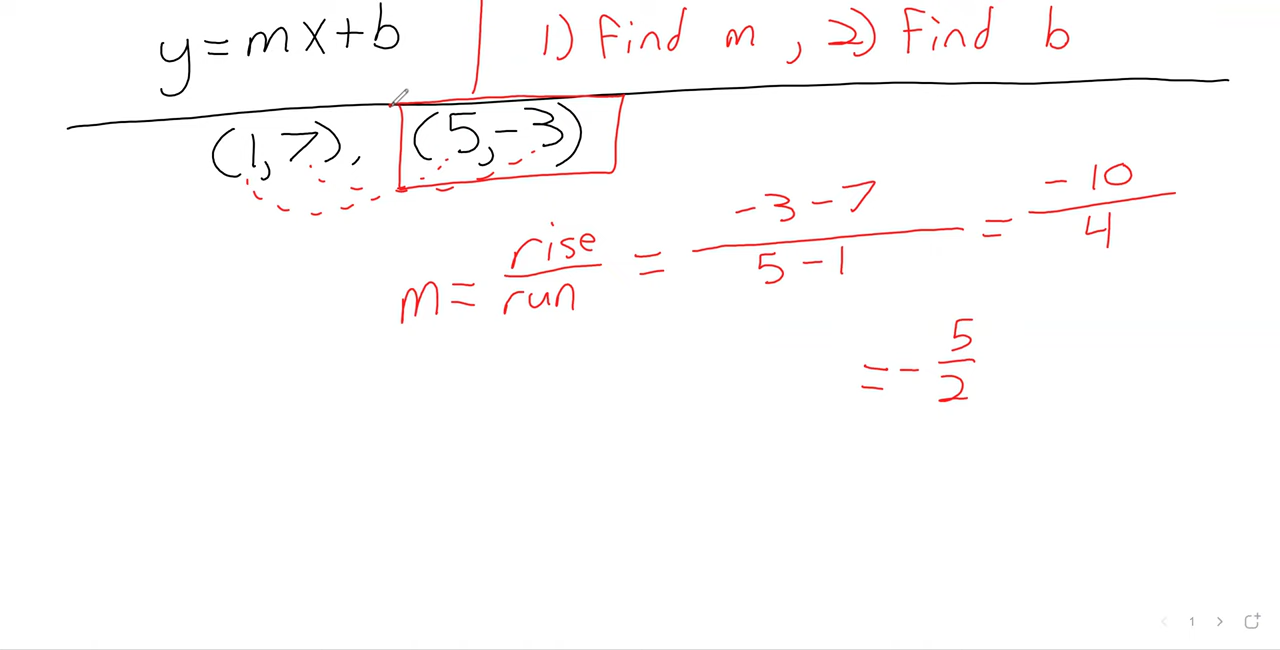 y=mx+b | 1) Find m, 2) Find b
(1,7), (5,-3)
m = rise/run = (-3-7)/(5-1) = -10/4
= -5/2
1